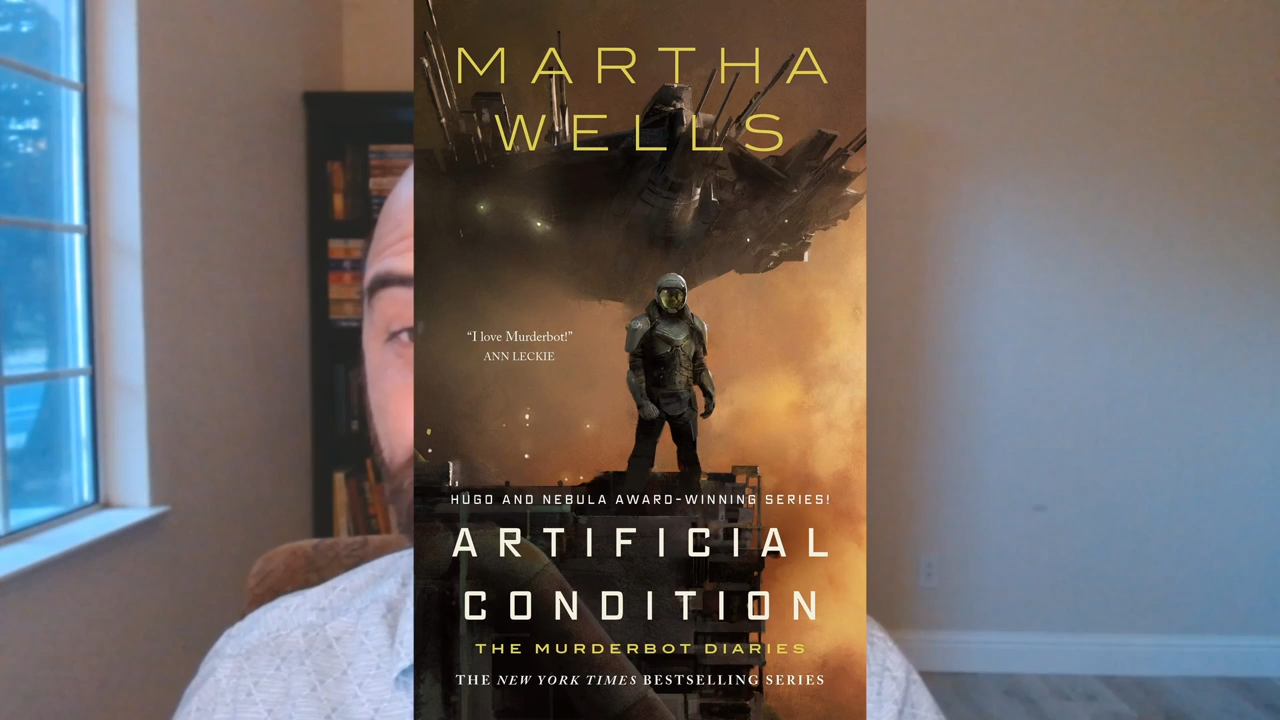 MARTHA
WELLS
“I love Murderbot!”
ANN LECKIE
HUGO AND NEBULA AWARD-WINNING SERIES!
ARTIFICIAL
CONDITION
THE MURDERBOT DIARIES
THE NEW YORK TIMES BESTSELLING SERIES